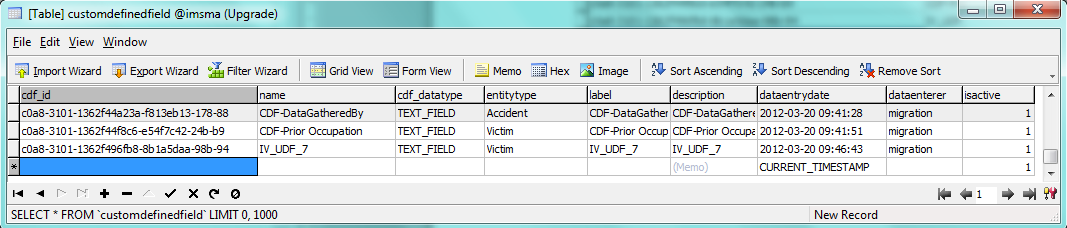 [Table] customdefinedfield @imsma (Upgrade)
File Edit View Window
Import Wizard Export Wizard Filter Wizard Grid View Form View Memo Hex Image Sort Ascending Sort Descending Remove Sort
cdf_id name cdf_datatype entitytype label description dataentrydate dataenterer isactive
c0a8-3101-1362f44a23a-f813eb13-178-88 CDF-DataGatheredBy TEXT_FIELD Accident CDF-DataGather CDF-DataGathere 2012-03-20 09:41:28 migration 1
c0a8-3101-1362f44f8c6-e54f7c42-24b-b9 CDF-Prior Occupation TEXT_FIELD Victim CDF-Prior Occup CDF-Prior Occup 2012-03-20 09:41:51 migration 1
c0a8-3101-1362f496fb8-8b1a5daa-98b-94 IV_UDF_7 TEXT_FIELD Victim IV_UDF_7 IV_UDF_7 2012-03-20 09:46:43 migration 1
* (Memo) CURRENT_TIMESTAMP 1
1
SELECT * FROM `customdefinedfield` LIMIT 0, 1000 New Record